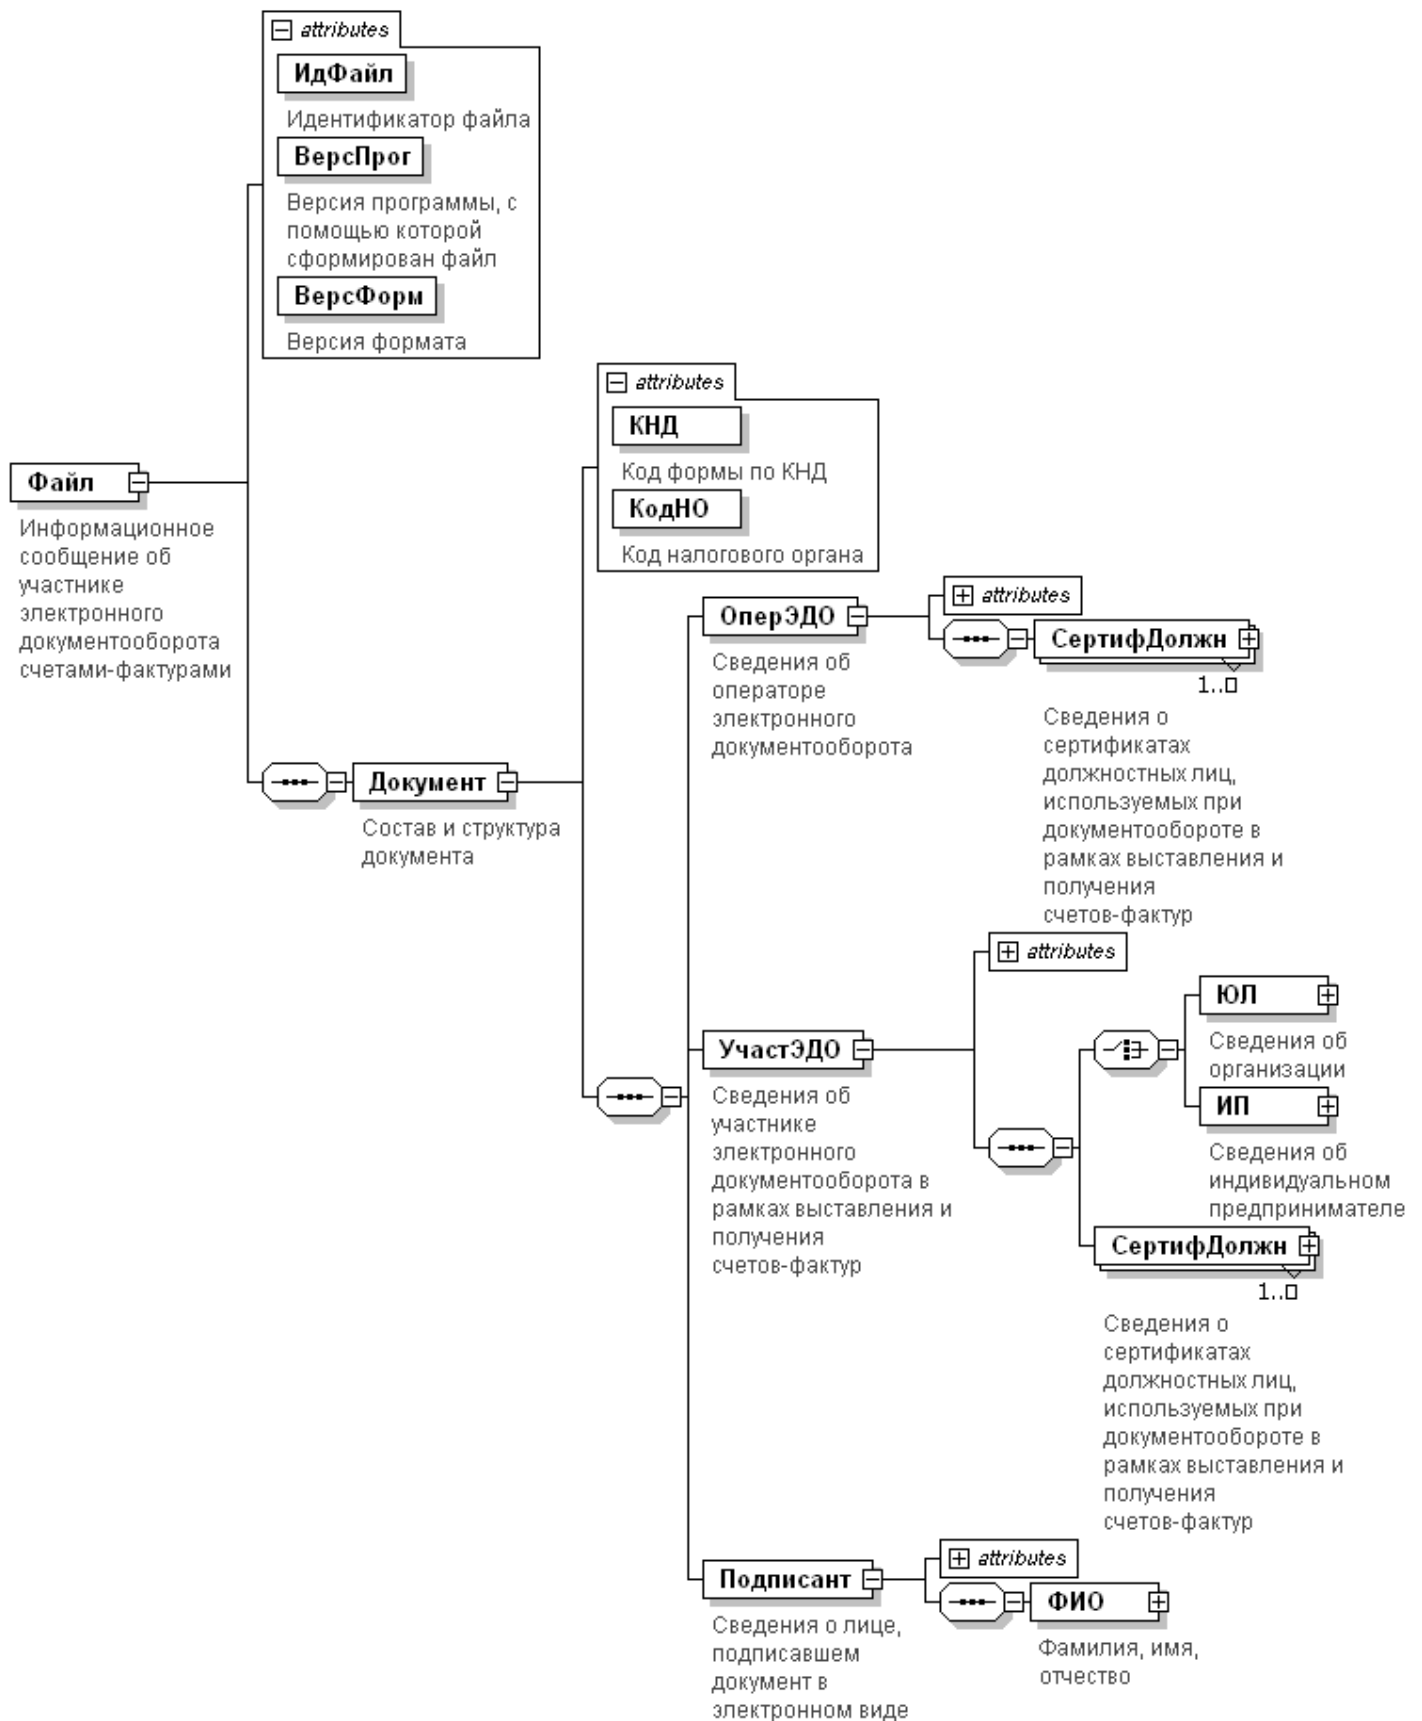 attributes
ИдФайл
Идентификатор файла
ВерсПрог
Версия программы, с
помощью которой
сформирован файл
ВерсФорм
Версия формата
Файл
Информационное
сообщение об
участнике
электронного
документооборота
счетами-фактурами
Документ
Состав и структура
документа
attributes
КНД
Код формы по КНД
КодНО
Код налогового органа
ОперЭДО
Сведения об
операторе
электронного
документооборота
attributes
СертифДолжн
1..
Сведения о
сертификатах
должностных лиц,
используемых при
документообороте в
рамках выставления и
получения
счетов-фактур
УчастЭДО
Сведения об
участнике
электронного
документооборота в
рамках выставления и
получения
счетов-фактур
attributes
ЮЛ
Сведения об
организации
ИП
Сведения об
индивидуальном
предпринимателе
СертифДолжн
1..
Сведения о
сертификатах
должностных лиц,
используемых при
документообороте в
рамках выставления и
получения
счетов-фактур
Подписант
Сведения о лице,
подписавшем
документ в
электронном виде
attributes
ФИО
Фамилия, имя,
отчество